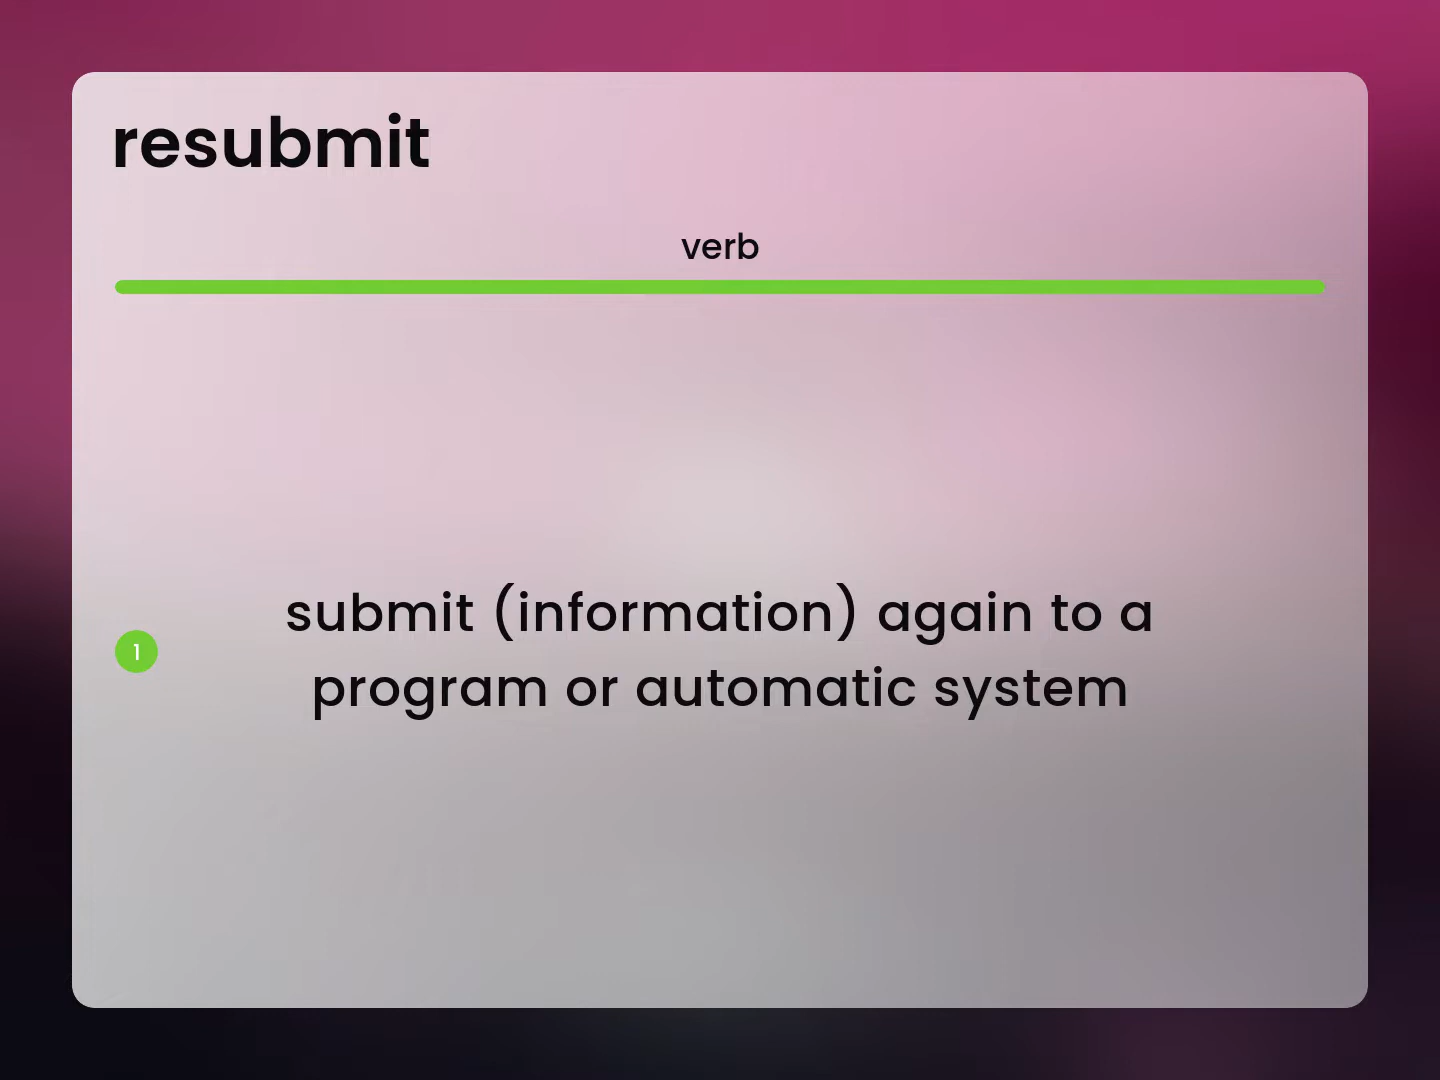 resubmit
verb
1
submit (information) again to a
program or automatic system